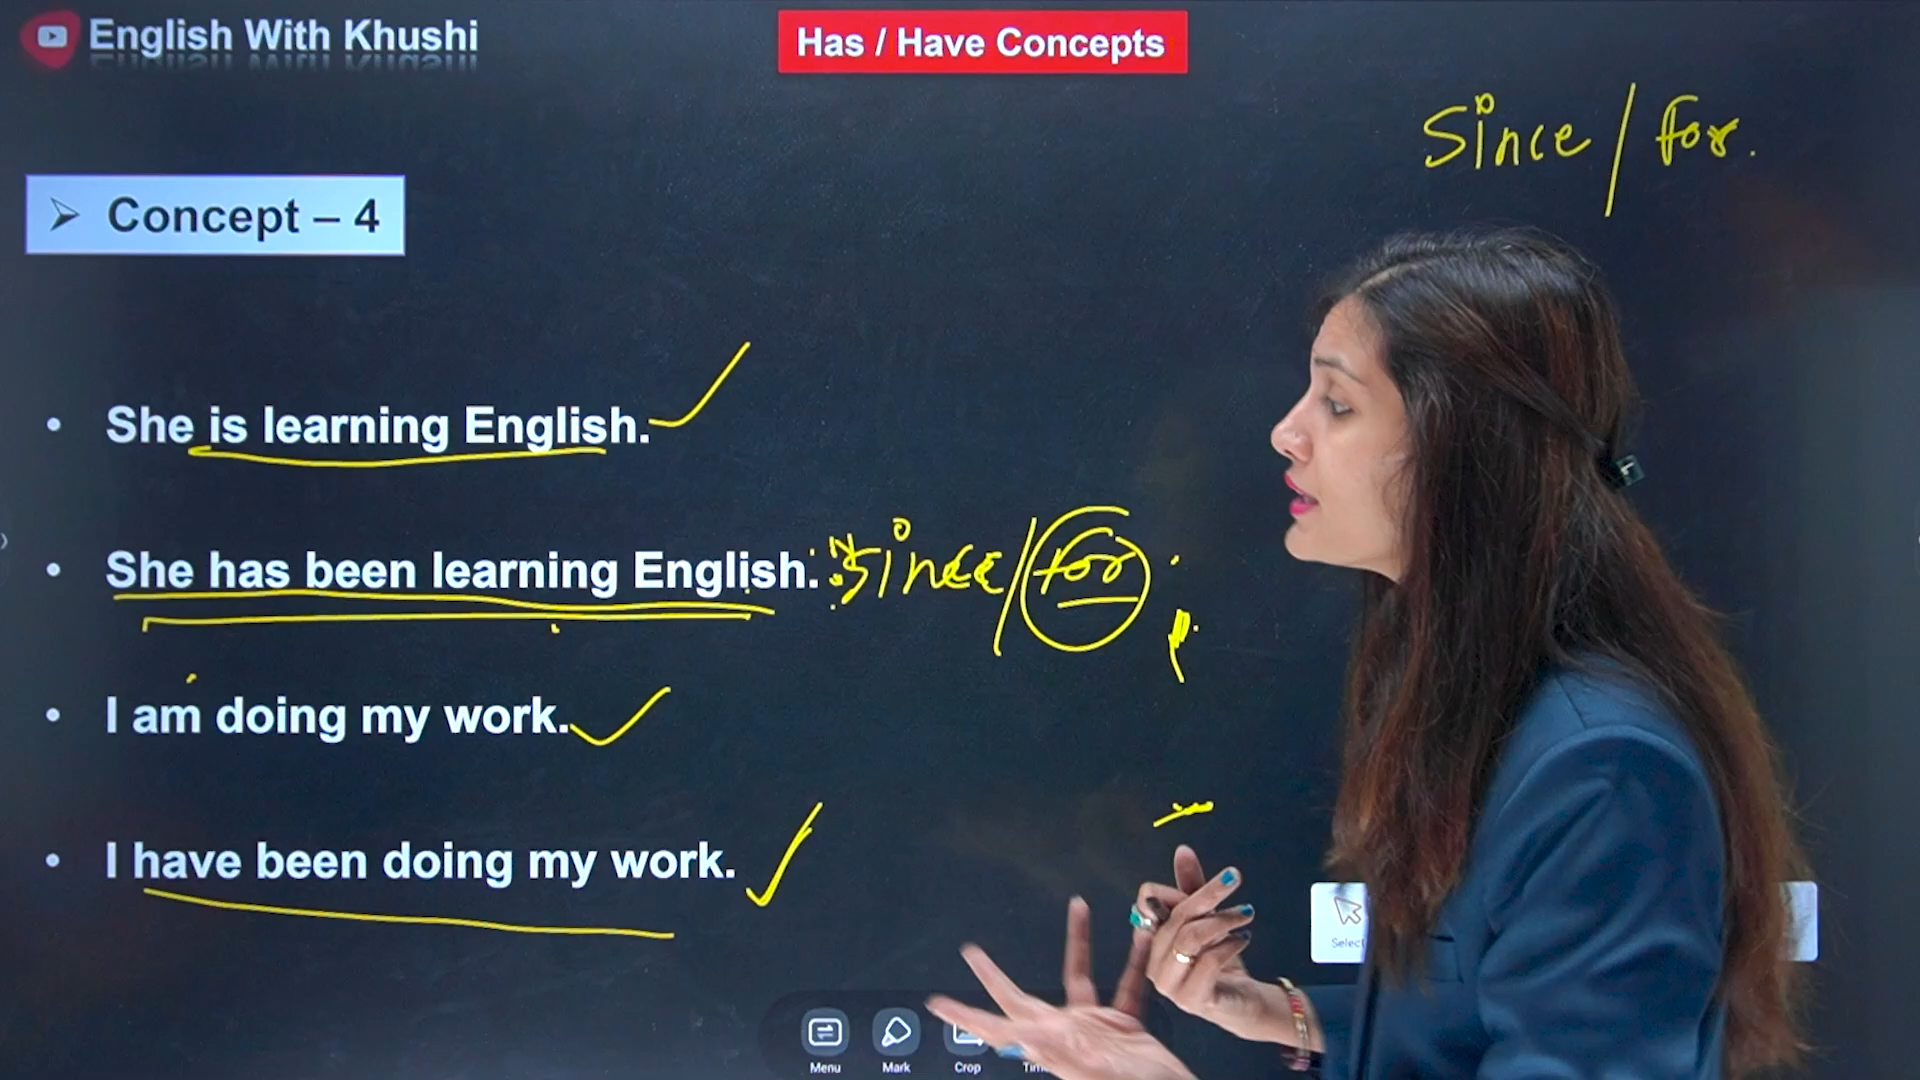 English With Khushi
Has / Have Concepts
Since / for.
➤ Concept – 4
• She is learning English.
• She has been learning English. Since / for
• I am doing my work.
• I have been doing my work.
Select
Menu Mark Crop